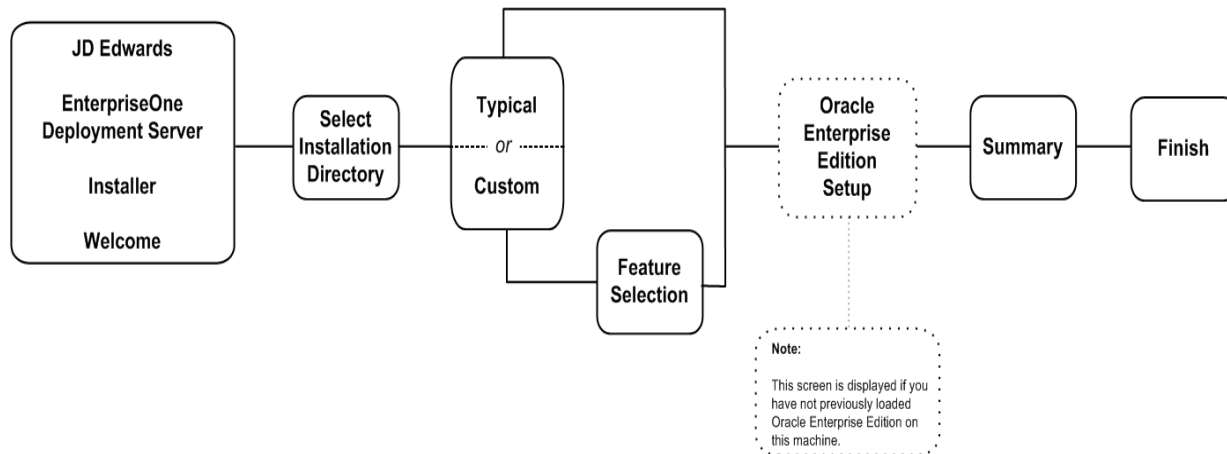 JD Edwards
EnterpriseOne
Deployment Server
Installer
Welcome
Select
Installation
Directory
Typical
or
Custom
Feature
Selection
Oracle
Enterprise
Edition
Setup
Summary
Finish
Note:
This screen is displayed if you
have not previously loaded
Oracle Enterprise Edition on
this machine.